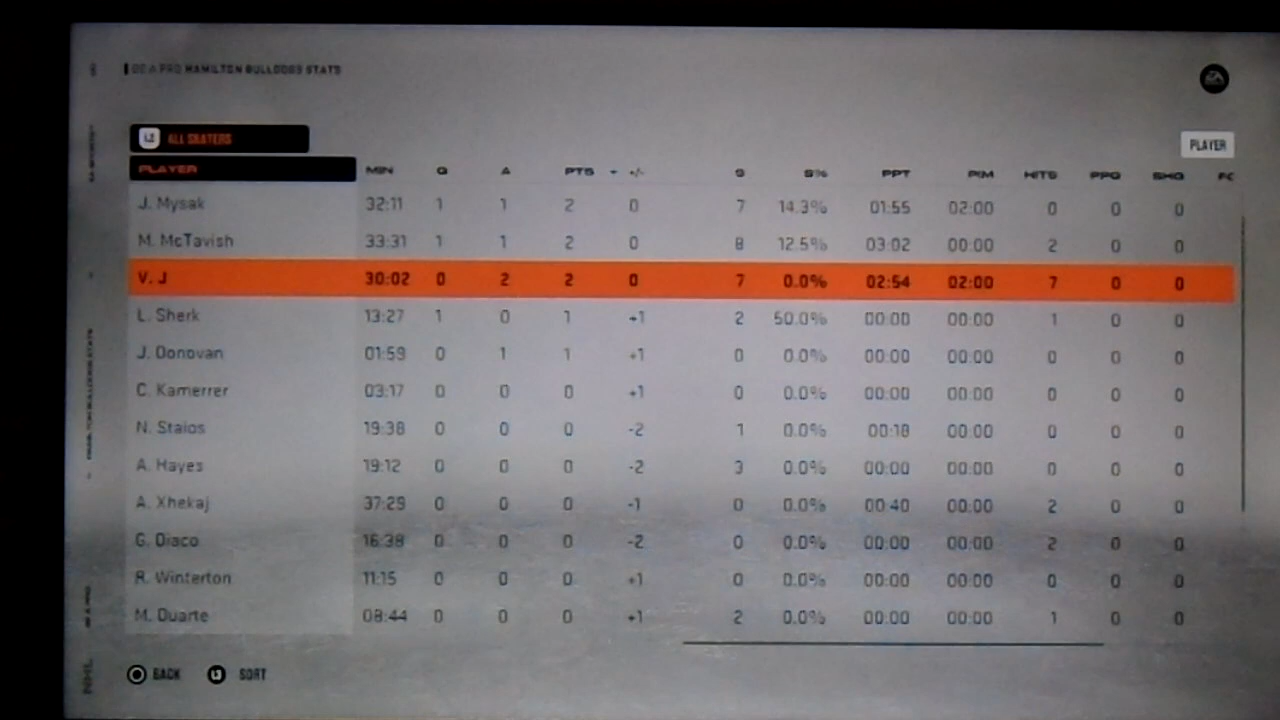 BE A PRO HAMILTON BULLDOGS STATS
EA
L2 ALL SKATERS
PLAYER
PLAYER MIN G A PTS +/- S S% PPT PIM HITS PPG SHG FO
J. Mysak 32:11 1 1 2 0 7 14.3% 01:55 02:00 0 0 0
M. McTavish 33:31 1 1 2 0 8 12.5% 03:02 00:00 2 0 0
V. J 30:02 0 2 2 0 7 0.0% 02:54 02:00 7 0 0
L. Sherk 13:27 1 0 1 +1 2 50.0% 00:00 00:00 1 0 0
J. Donovan 01:59 0 1 1 +1 0 0.0% 00:00 00:00 0 0 0
C. Kamerrer 03:17 0 0 0 +1 0 0.0% 00:00 00:00 0 0 0
N. Staios 19:38 0 0 0 -2 1 0.0% 00:18 00:00 0 0 0
A. Hayes 19:12 0 0 0 -2 3 0.0% 00:00 00:00 0 0 0
A. Xhekaj 37:29 0 0 0 -1 0 0.0% 00:40 00:00 2 0 0
G. Diaco 16:38 0 0 0 -2 0 0.0% 00:00 00:00 2 0 0
R. Winterton 11:15 0 0 0 +1 0 0.0% 00:00 00:00 0 0 0
M. Duarte 08:44 0 0 0 +1 2 0.0% 00:00 00:00 1 0 0
BACK SORT
NHL